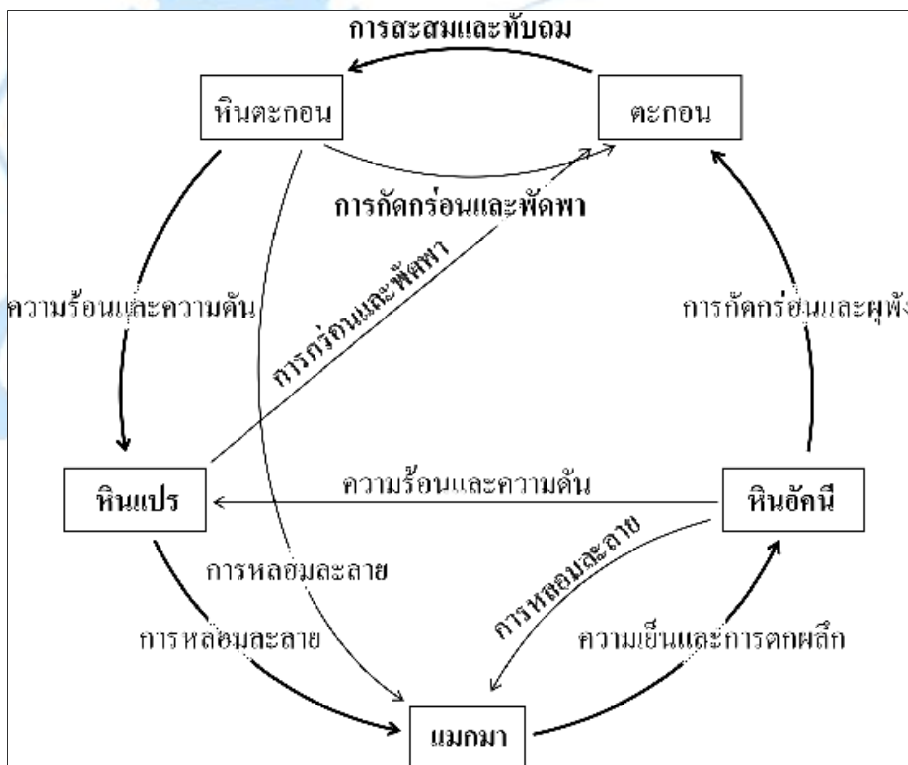 การสะสมและทับถม
หินตะกอน
ตะกอน
การกัดกร่อนและพัดพา
ความร้อนและความดัน
การกร่อนและพัดพา
การกัดกร่อนและผุพัง
หินแปร
ความร้อนและความดัน
หินอัคนี
การหลอมละลาย
การหลอมละลาย
การหลอมละลาย
ความเย็นและการตกผลึก
แมกมา